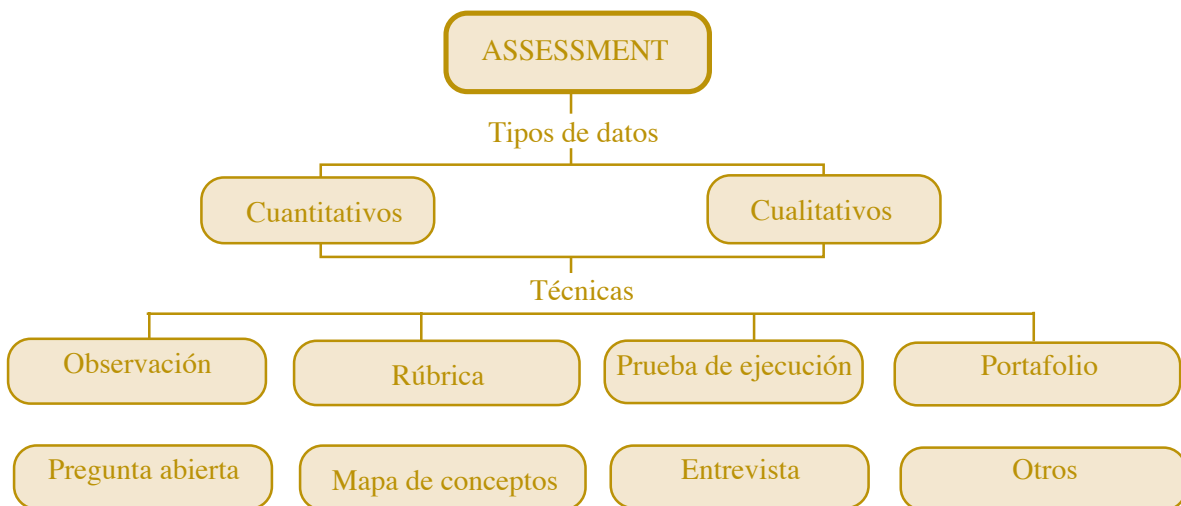 ASSESSMENT
Tipos de datos
Cuantitativos
Cualitativos
Técnicas
Observación
Rúbrica
Prueba de ejecución
Portafolio
Pregunta abierta
Mapa de conceptos
Entrevista
Otros